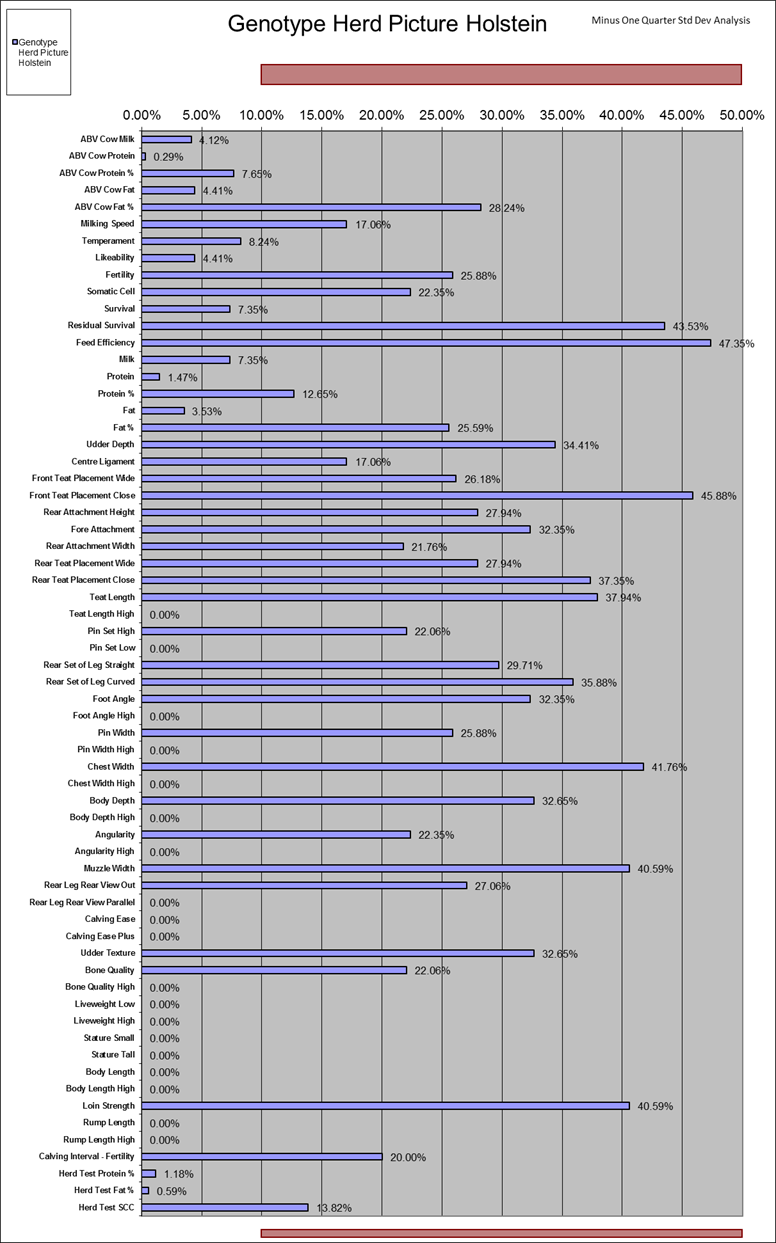 Genotype Herd Picture Holstein
Minus One Quarter Std Dev Analysis
Genotype
Herd Picture
Holstein
0.00% 5.00% 10.00% 15.00% 20.00% 25.00% 30.00% 35.00% 40.00% 45.00% 50.00%
ABV Cow Milk 4.12%
ABV Cow Protein 0.29%
ABV Cow Protein % 7.65%
ABV Cow Fat 4.41%
ABV Cow Fat % 28.24%
Milking Speed 17.06%
Temperament 8.24%
Likeability 4.41%
Fertility 25.88%
Somatic Cell 22.35%
Survival 7.35%
Residual Survival 43.53%
Feed Efficiency 47.35%
Milk 7.35%
Protein 1.47%
Protein % 12.65%
Fat 3.53%
Fat % 25.59%
Udder Depth 34.41%
Centre Ligament 17.06%
Front Teat Placement Wide 26.18%
Front Teat Placement Close 45.88%
Rear Attachment Height 27.94%
Fore Attachment 32.35%
Rear Attachment Width 21.76%
Rear Teat Placement Wide 27.94%
Rear Teat Placement Close 37.35%
Teat Length 37.94%
Teat Length High 0.00%
Pin Set High 22.06%
Pin Set Low 0.00%
Rear Set of Leg Straight 29.71%
Rear Set of Leg Curved 35.88%
Foot Angle 32.35%
Foot Angle High 0.00%
Pin Width 25.88%
Pin Width High 0.00%
Chest Width 41.76%
Chest Width High 0.00%
Body Depth 32.65%
Body Depth High 0.00%
Angularity 22.35%
Angularity High 0.00%
Muzzle Width 40.59%
Rear Leg Rear View Out 27.06%
Rear Leg Rear View Parallel 0.00%
Calving Ease 0.00%
Calving Ease Plus 0.00%
Udder Texture 32.65%
Bone Quality 22.06%
Bone Quality High 0.00%
Liveweight Low 0.00%
Liveweight High 0.00%
Stature Small 0.00%
Stature Tall 0.00%
Body Length 0.00%
Body Length High 0.00%
Loin Strength 40.59%
Rump Length 0.00%
Rump Length High 0.00%
Calving Interval - Fertility 20.00%
Herd Test Protein % 1.18%
Herd Test Fat % 0.59%
Herd Test SCC 13.82%